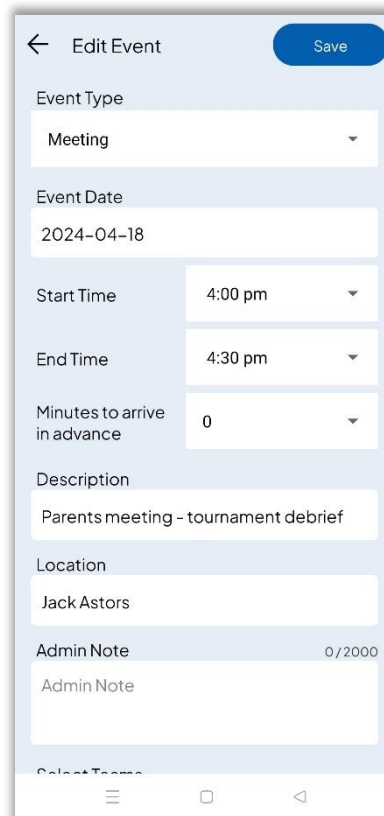 Edit Event
Save
Event Type
Meeting
Event Date
2024-04-18
Start Time
4:00 pm
End Time
4:30 pm
Minutes to arrive
in advance
0
Description
Parents meeting - tournament debrief
Location
Jack Astors
Admin Note
0/2000
Admin Note
Select Teams